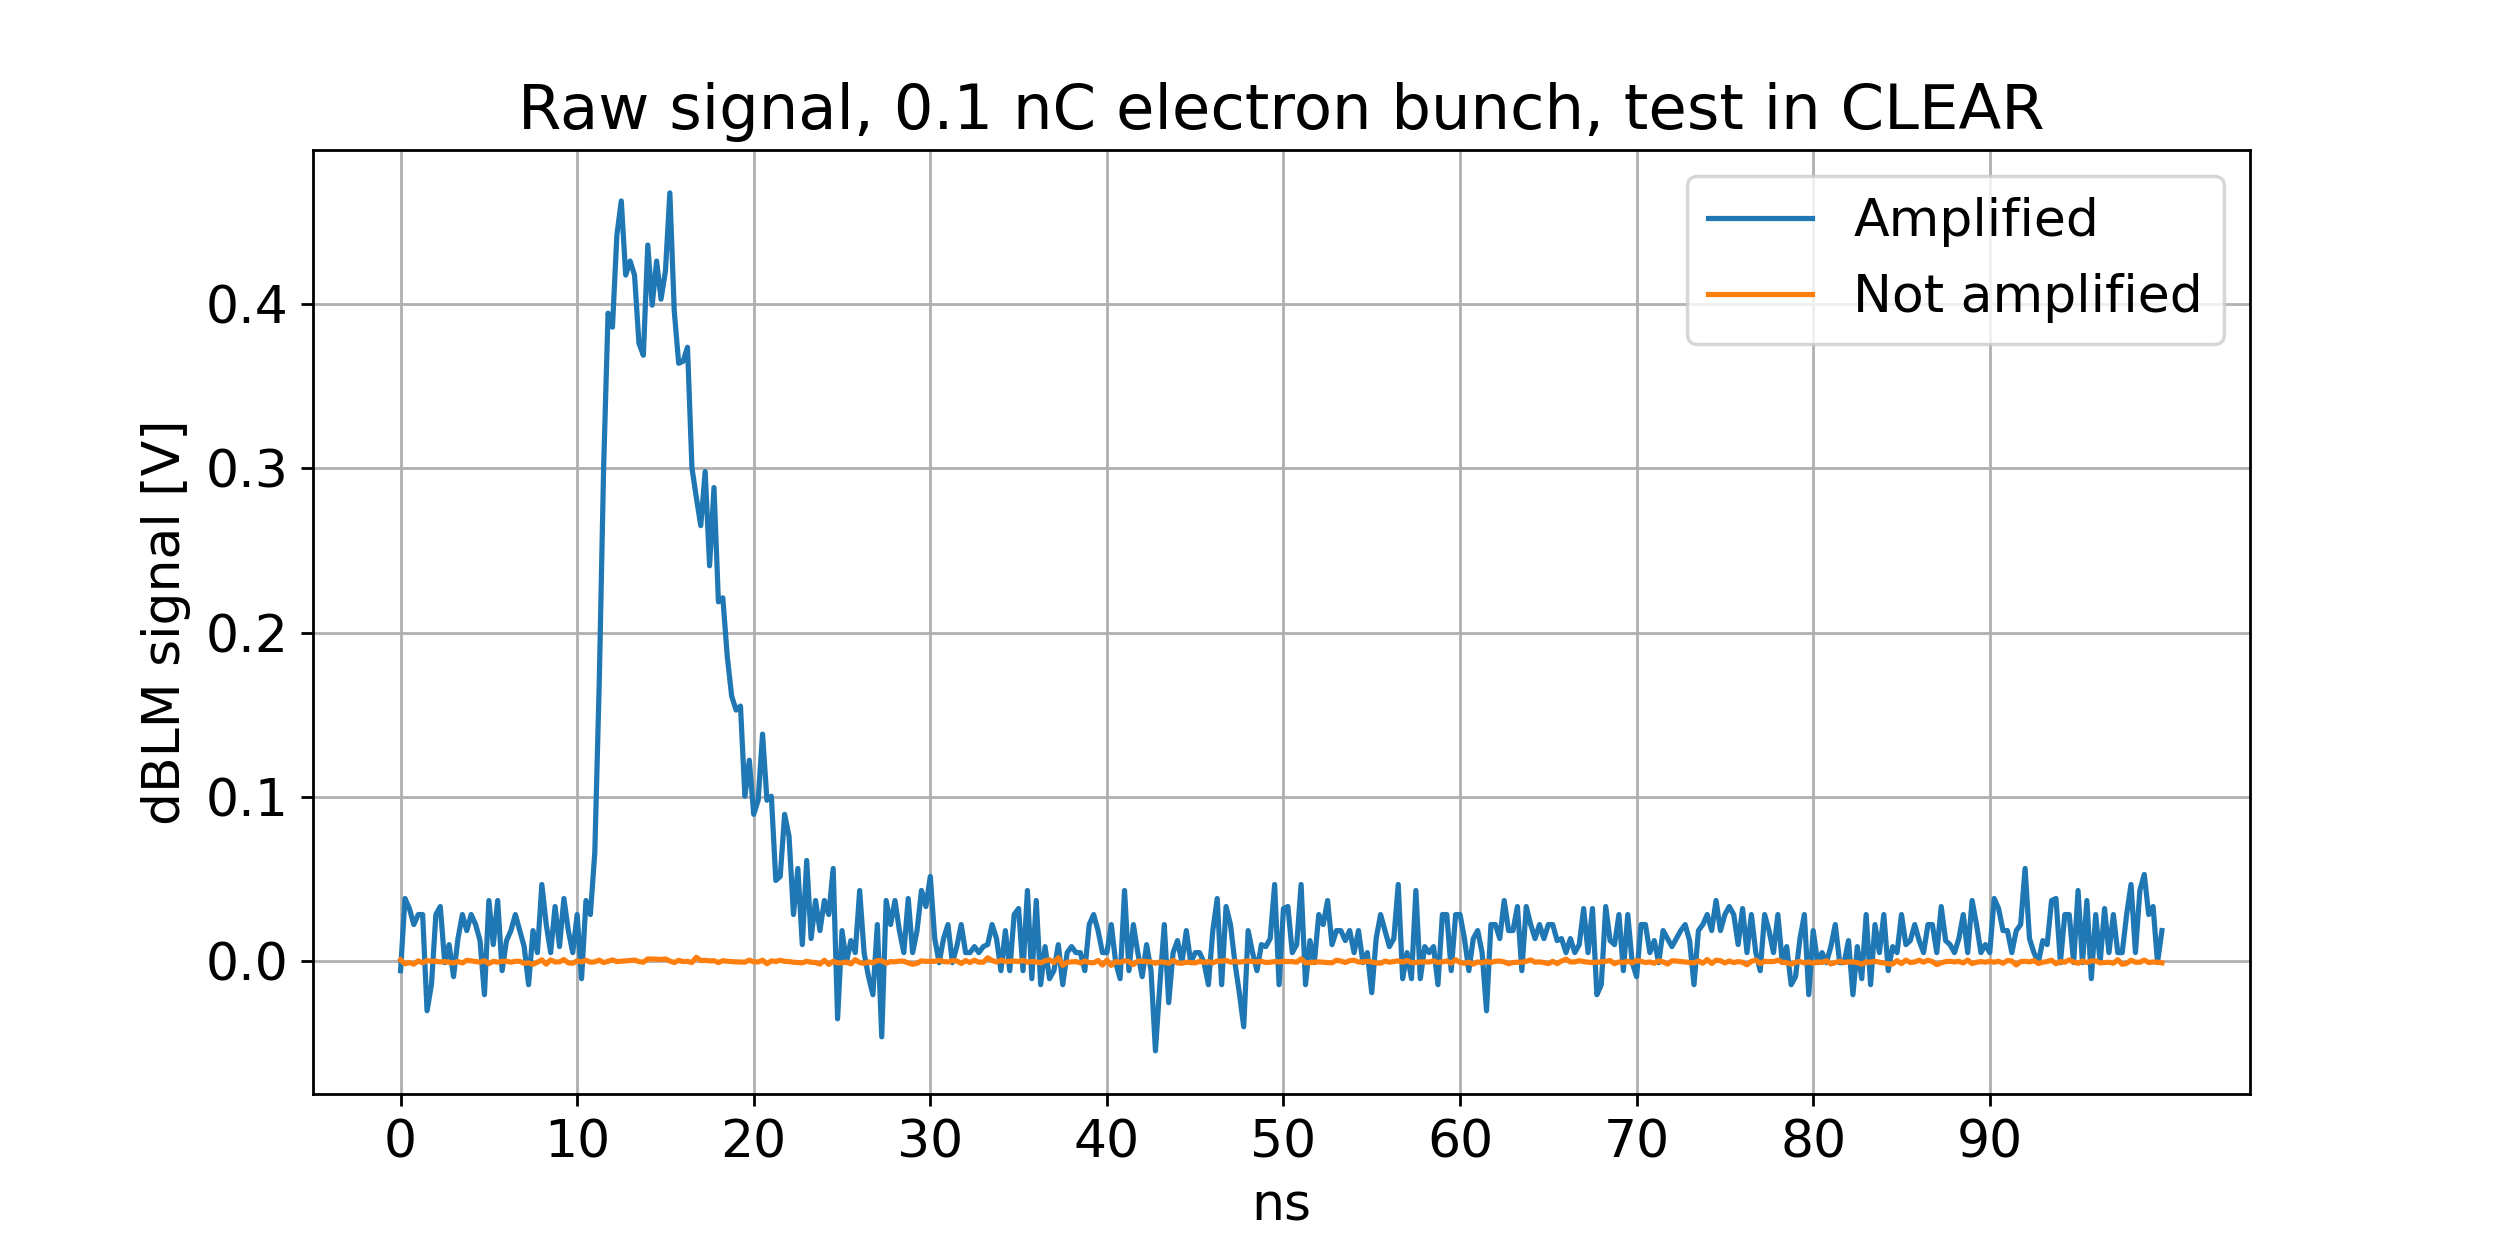 Raw signal, 0.1 nC electron bunch, test in CLEAR
Amplified
Not amplified
dBLM signal [V]
0.4
0.3
0.2
0.1
0.0
0 10 20 30 40 50 60 70 80 90
ns